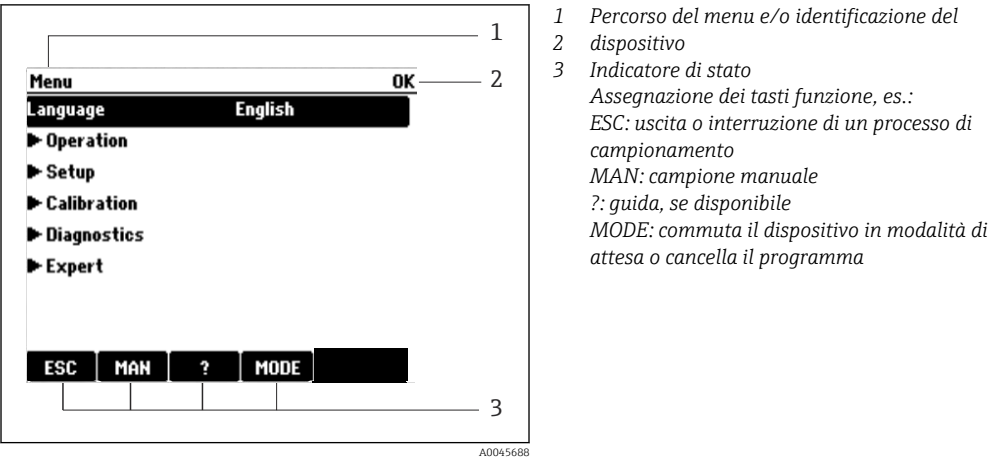 1
Menu OK 2
Language English
Operation
Setup
Calibration
Diagnostics
Expert
ESC MAN ? MODE
3
A0045688
1 Percorso del menu e/o identificazione del
2 dispositivo
3 Indicatore di stato
Assegnazione dei tasti funzione, es.:
ESC: uscita o interruzione di un processo di
campionamento
MAN: campione manuale
?: guida, se disponibile
MODE: commuta il dispositivo in modalità di
attesa o cancella il programma